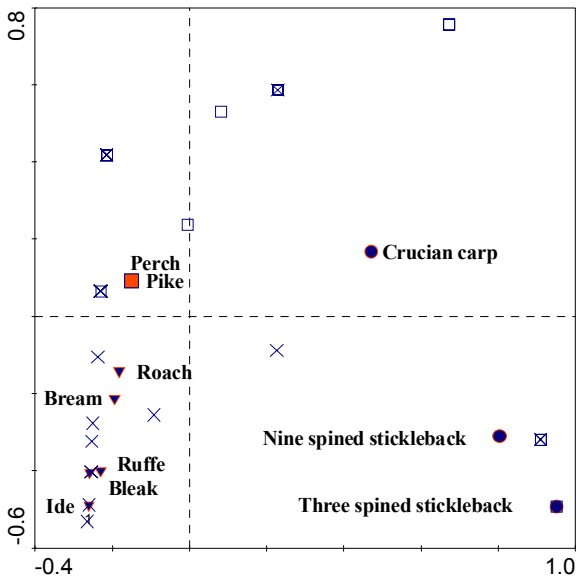 0.8
Crucian carp
Perch
Pike
Roach
Bream
Nine spined stickleback
Ruffe
Bleak
Ide
Three spined stickleback
-0.6
-0.4
1.0